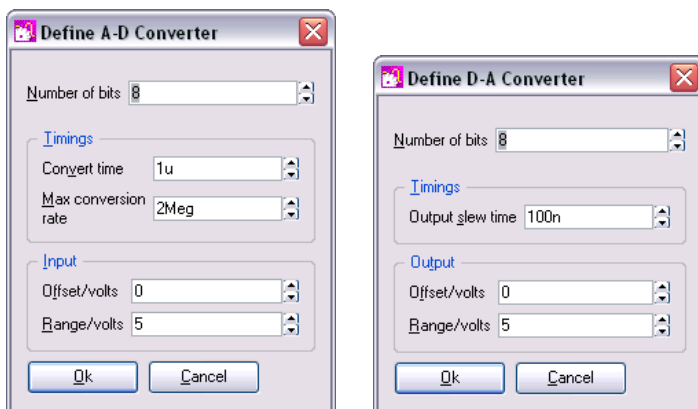 Define A-D Converter
Number of bits 8
Timings
Convert time 1u
Max conversion
rate 2Meg
Input
Offset/volts 0
Range/volts 5
Ok Cancel
Define D-A Converter
Number of bits 8
Timings
Output slew time 100n
Output
Offset/volts 0
Range/volts 5
Ok Cancel